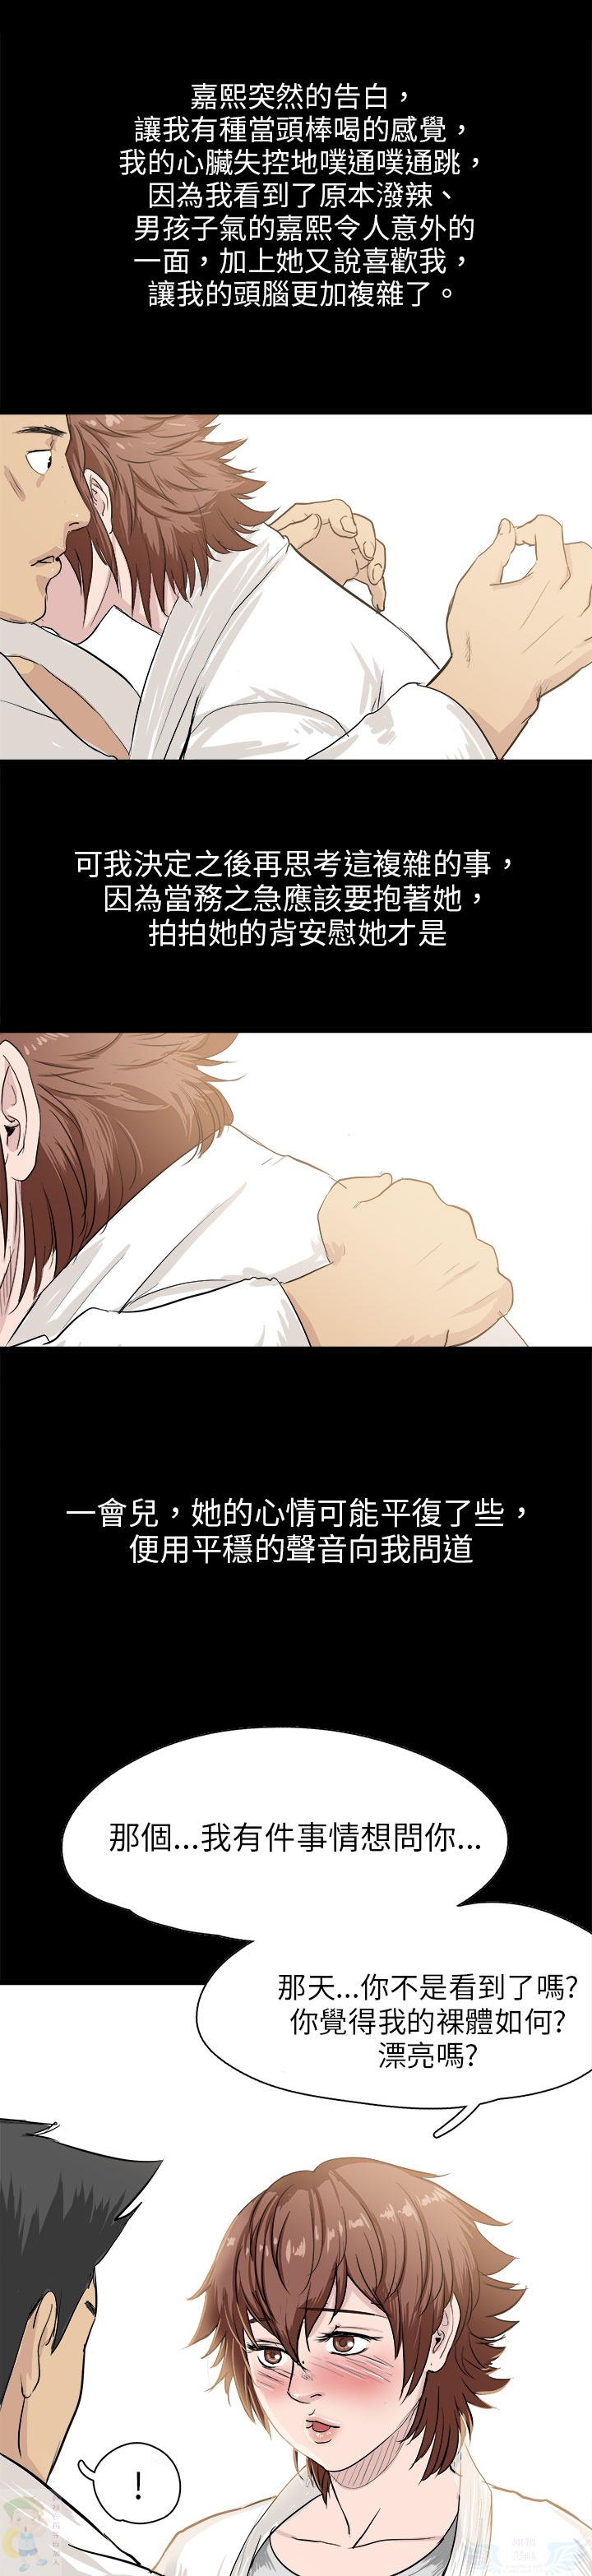 嘉熙突然的告白，
讓我有種當頭棒喝的感覺，
我的心臟失控地噗通噗通跳，
因為我看到了原本潑辣、
男孩子氣的嘉熙令人意外的
一面，加上她又說喜歡我，
讓我的頭腦更加複雜了。
可我決定之後再思考這複雜的事，
因為當務之急應該要抱著她，
拍拍她的背安慰她才是
一會兒，她的心情可能平復了些，
便用平穩的聲音向我問道
那個...我有件事情想問你...
那天...你不是看到了嗎?
你覺得我的裸體如何?
漂亮嗎?
!